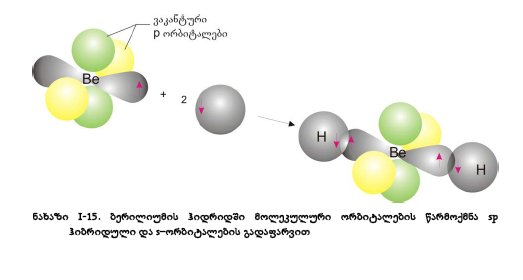 ვაკანტური
p ორბიტალები
Be
+
2
H
Be
H
ნახაზი I-15. ბერილიუმის ჰიდრიდში მოლეკულური ორბიტალების წარმოქმნა sp
ჰიბრიდული და s–ორბიტალების გადაფარვით